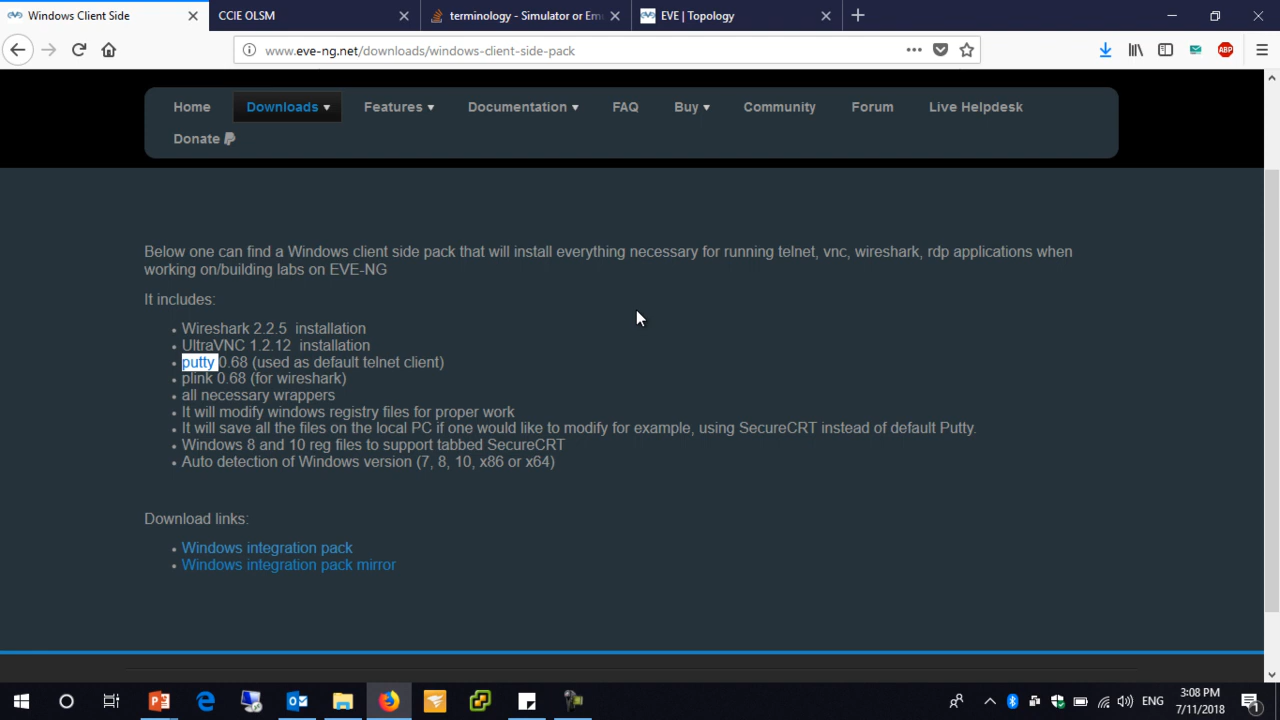 Windows Client Side
CCIE OLSM
terminology - Simulator or Em
EVE | Topology
www.eve-ng.net/downloads/windows-client-side-pack
ABP
Home
Downloads
Features
Documentation
FAQ
Buy
Community
Forum
Live Helpdesk
Donate
Below one can find a Windows client side pack that will install everything necessary for running telnet, vnc, wireshark, rdp applications when
working on/building labs on EVE-NG
It includes:
Wireshark 2.2.5 installation
UltraVNC 1.2.12 installation
putty 0.68 (used as default telnet client)
plink 0.68 (for wireshark)
all necessary wrappers
It will modify windows registry files for proper work
It will save all the files on the local PC if one would like to modify for example, using SecureCRT instead of default Putty.
Windows 8 and 10 reg files to support tabbed SecureCRT
Auto detection of Windows version (7, 8, 10, x86 or x64)
Download links:
Windows integration pack
Windows integration pack mirror
ENG
3:08 PM
7/11/2018
1